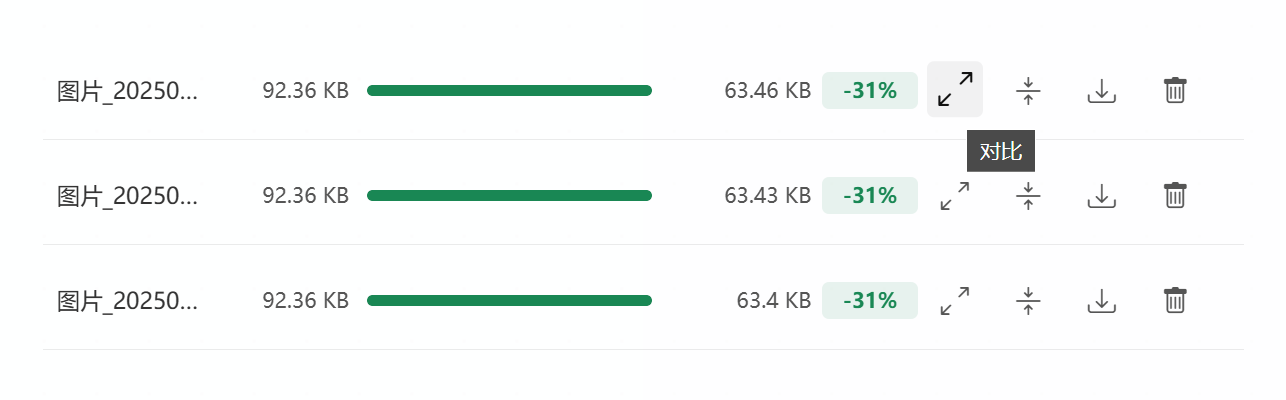 图片_20250... 92.36 KB 63.46 KB -31%
对比
图片_20250... 92.36 KB 63.43 KB -31%
图片_20250... 92.36 KB 63.4 KB -31%